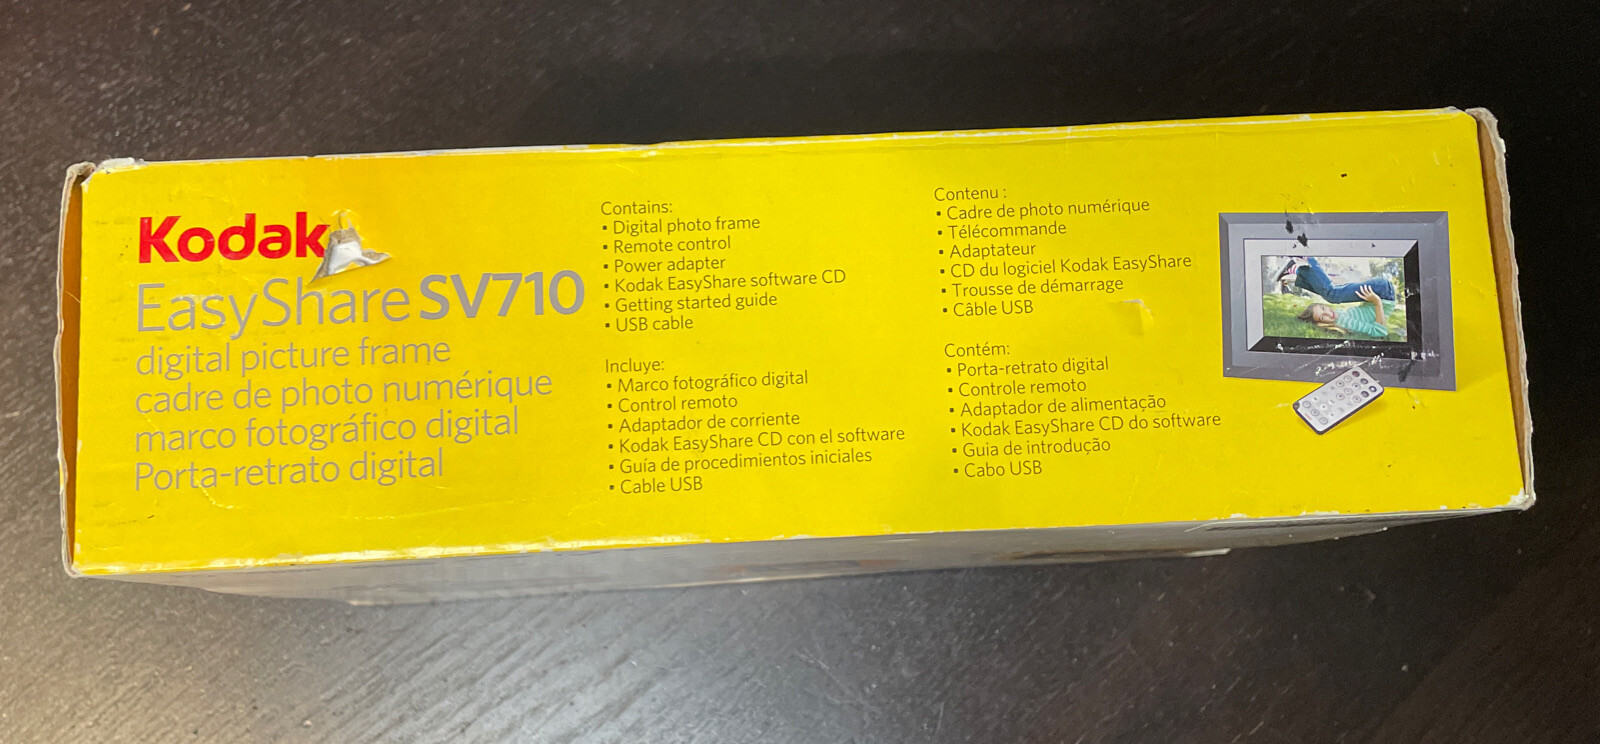 Kodak
EasyShare SV710
digital picture frame
cadre de photo numérique
marco fotográfico digital
Porta-retrato digital
Contains:
▪ Digital photo frame
▪ Remote control
▪ Power adapter
▪ Kodak EasyShare software CD
▪ Getting started guide
▪ USB cable
Incluye:
▪ Marco fotográfico digital
▪ Control remoto
▪ Adaptador de corriente
▪ Kodak EasyShare CD con el software
▪ Guía de procedimientos iniciales
▪ Cable USB
Contenu :
▪ Cadre de photo numérique
▪ Télécommande
▪ Adaptateur
▪ CD du logiciel Kodak EasyShare
▪ Trousse de démarrage
▪ Câble USB
Contém:
▪ Porta-retrato digital
▪ Controle remoto
▪ Adaptador de alimentação
▪ Kodak EasyShare CD do software
▪ Guia de introdução
▪ Cabo USB